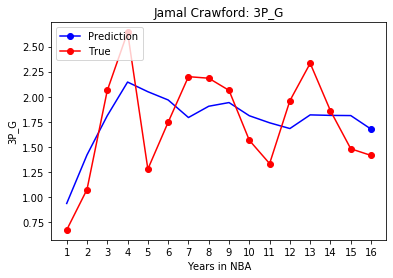 Jamal Crawford: 3P_G
Prediction
True
3P_G
2.50
2.25
2.00
1.75
1.50
1.25
1.00
0.75
1 2 3 4 5 6 7 8 9 10 11 12 13 14 15 16
Years in NBA